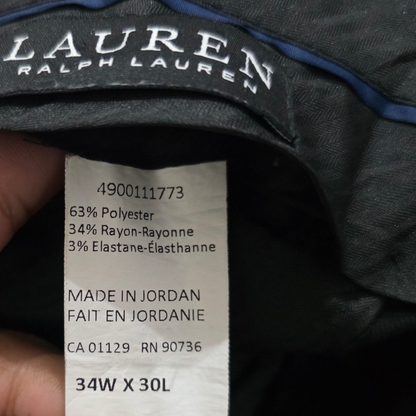 LAUREN
RALPH LAUREN
4900111773
63% Polyester
34% Rayon-Rayonne
3% Elastane-Élasthanne
MADE IN JORDAN
FAIT EN JORDANIE
CA 01129 RN 90736
34W X 30L